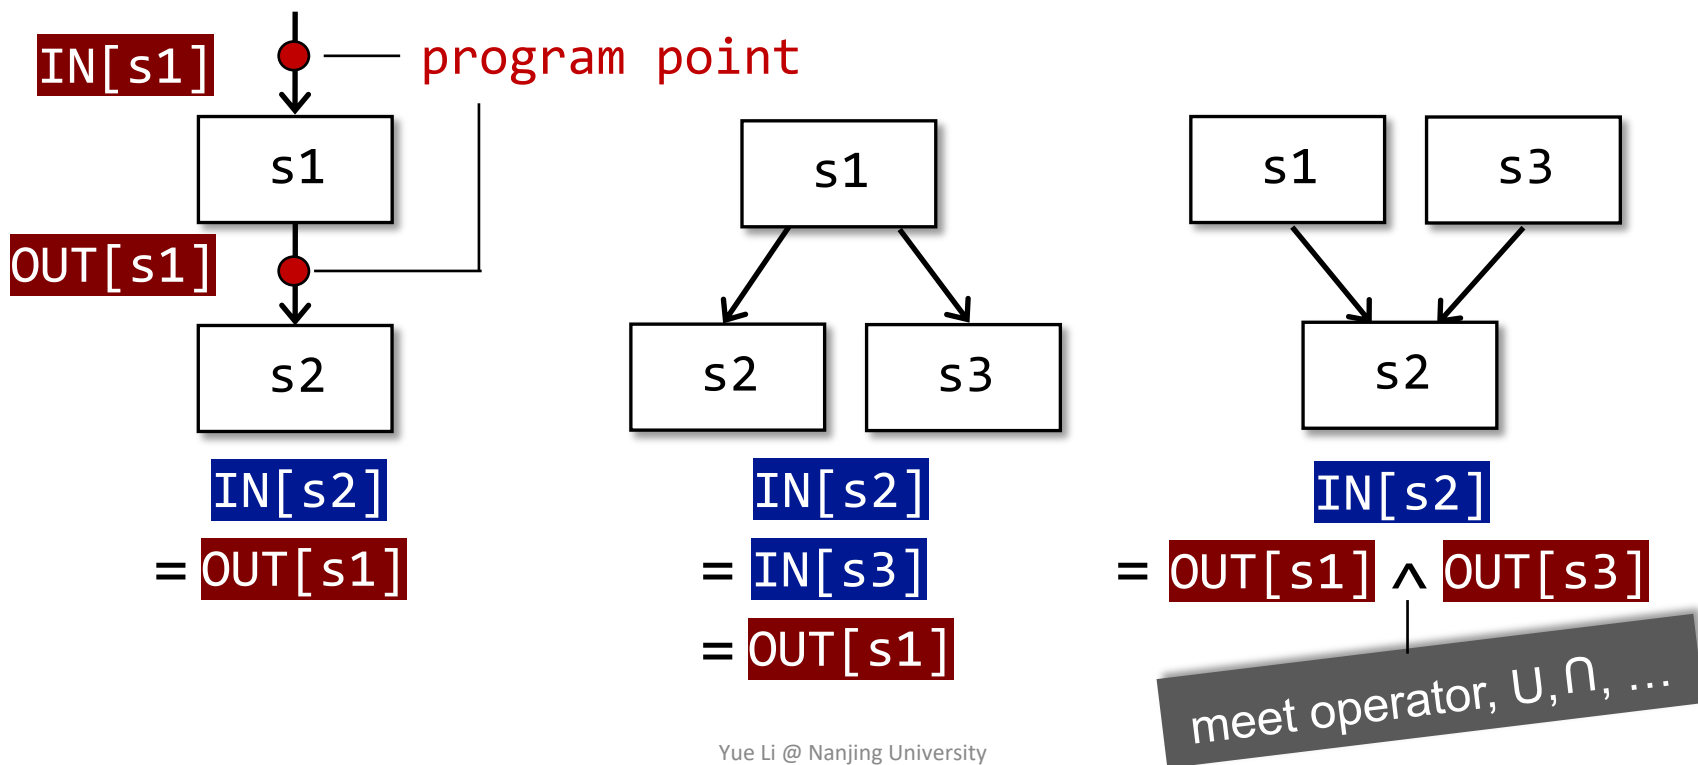 IN[s1]
program point
s1
OUT[s1]
s2
IN[s2]
= OUT[s1]
s1
s2 s3
IN[s2]
= IN[s3]
= OUT[s1]
s1 s3
s2
IN[s2]
= OUT[s1] ^ OUT[s3]
meet operator, ∪,∩, …
Yue Li @ Nanjing University